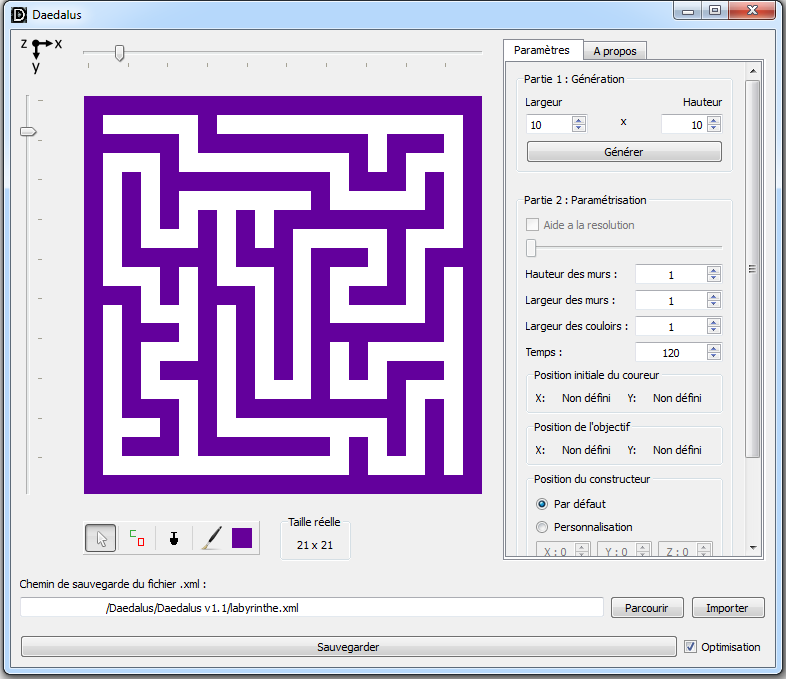 Daedalus
Z X
y
Paramètres A propos
Partie 1 : Génération
Largeur Hauteur
10 x 10
Générer
Partie 2 : Paramétrisation
Aide a la resolution
Hauteur des murs : 1
Largeur des murs : 1
Largeur des couloirs : 1
Temps : 120
Position initiale du coureur
X: Non défini Y: Non défini
Position de l'objectif
X: Non défini Y: Non défini
Position du constructeur
Par défaut
Personnalisation
X : 0 Y : 0 Z : 0
Taille réelle
21 x 21
Chemin de sauvegarde du fichier .xml :
/Daedalus/Daedalus v1.1/labyrinthe.xml Parcourir Importer
Sauvegarder Optimisation